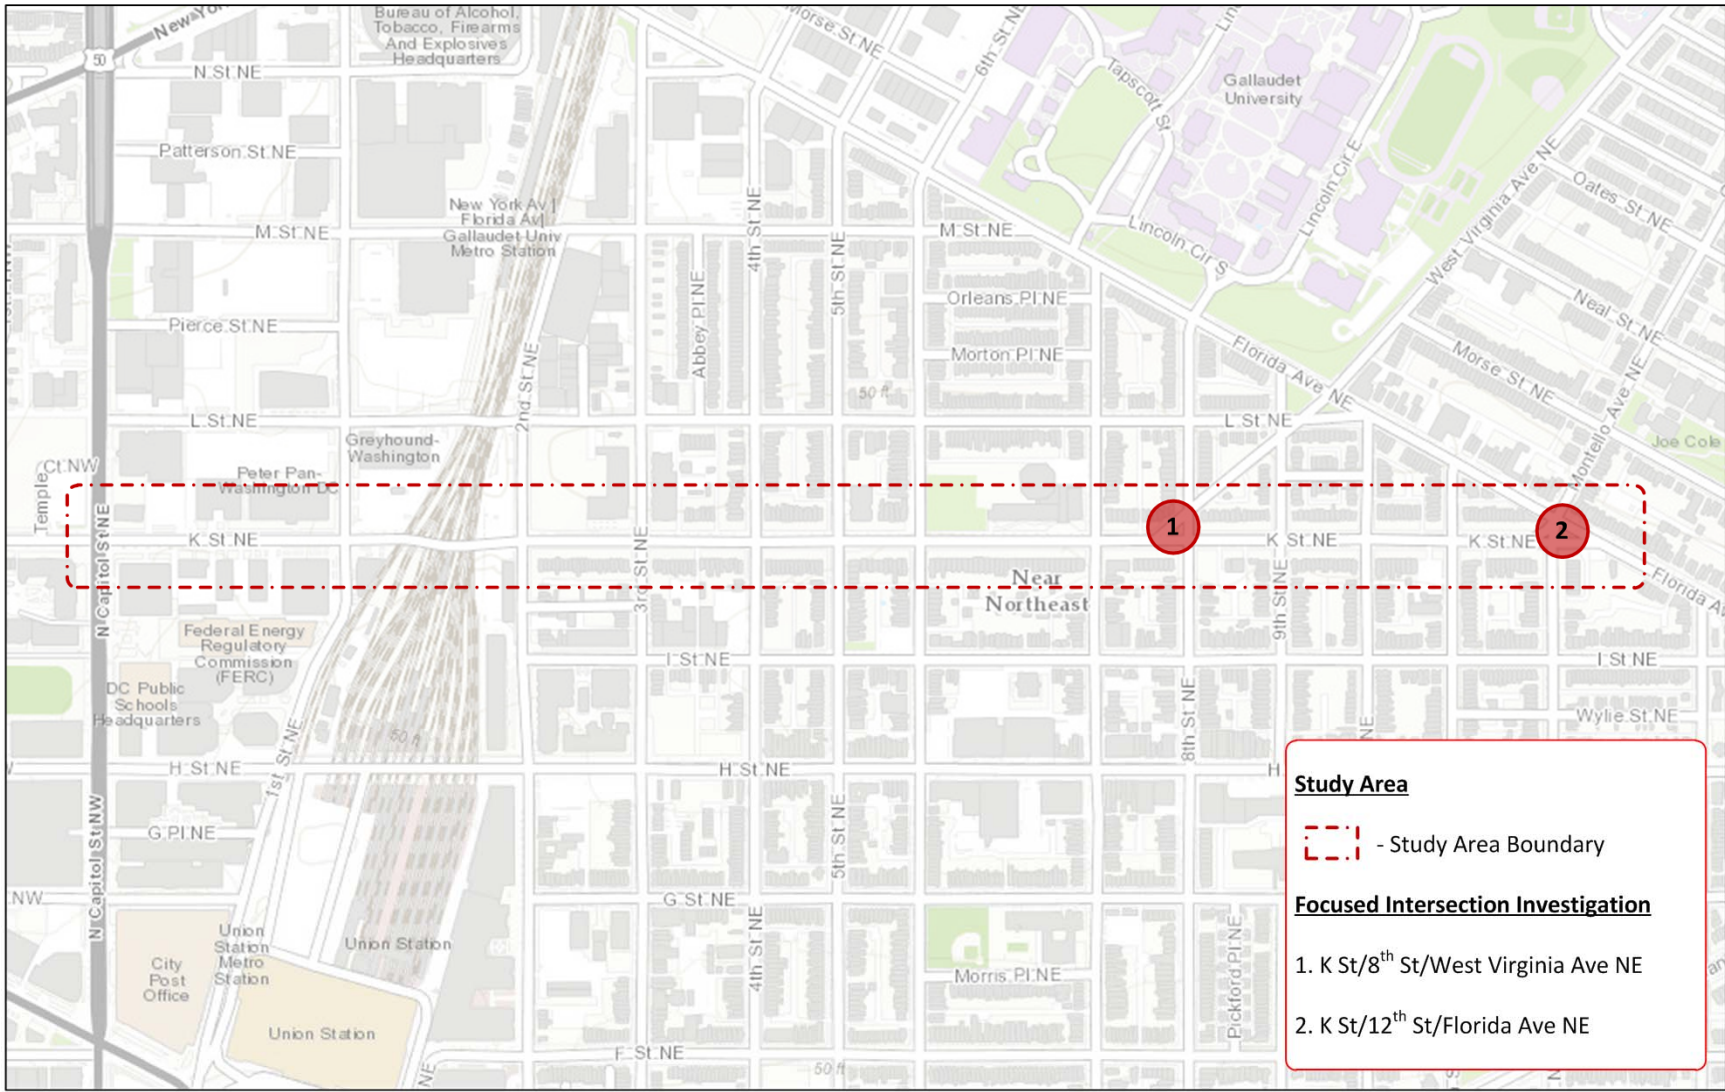 New York
50
Bureau of Alcohol,
Tobacco, Firearms
And Explosives
Headquarters
N St NE
Morse St NE
6th St NE
Tapscott St
Gallaudet
University
Lincoln Cir E
Patterson St NE
West Virginia Ave NE
Oates St NE
New York Av |
Florida Av|
Gallaudet Univ
Metro Station
M St NE
4th St NE
5th St NE
M St NE
Lincoln Cir S
Abbey Pl NE
Orleans Pl NE
Neal St NE
Pierce St NE
2nd St NE
Morton Pl NE
Florida Ave NE
Morse St NE
Montello Ave NE
50 ft
L St NE
L St NE
Greyhound-
Washington
Joe Cole
Ct NW
Temple
Peter Pan-
Washington DC
1
2
N Capitol St NE
K St NE
3rd St NE
K St NE
K St NE
Near
Northeast
9th St NE
Florida A
Federal Energy
Regulatory
Commission
(FERC)
I St NE
I St NE
DC Public
Schools
Headquarters
8th St NE
Wylie St NE
NE
50 ft
1st St NE
H St NE
H St NE
H
N Capitol St NW
G Pl NE
5th St NE
NW
G St NE
4th St NE
Union
Station
Metro
Station
Union Station
City
Post
Office
Morris Pl NE
Pickford Pl NE
Union Station
F St NE
NE
50 ft
Study Area
- Study Area Boundary
Focused Intersection Investigation
1. K St/8th St/West Virginia Ave NE
2. K St/12th St/Florida Ave NE